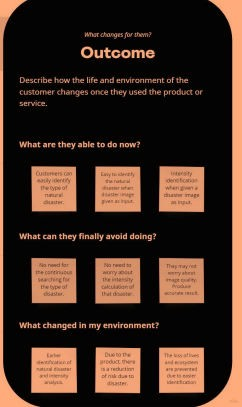 What changes for them?
Outcome
Describe how the life and environment of the
customer changes once they used the product or
service.
What are they able to do now?
Customers can
easily identify
the type of
natural
disaster.
Easy to identify
the natural
disaster when
disaster image
given as input.
Intensity
identification
when given a
disaster image
as input.
What can they finally avoid doing?
No need for
the continuous
searching for
the type of
disaster.
No need to
worry about
the intensity
calculation of
that disaster.
They may not
worry about
image quality.
Produce
accurate result.
What changed in my environment?
Earlier
identification of
natural disaster
and intensity
analysis.
Due to the
product, there
is a reduction
of risk due to
disaster.
The loss of lives
and ecosystem
are prevented
due to easier
identification